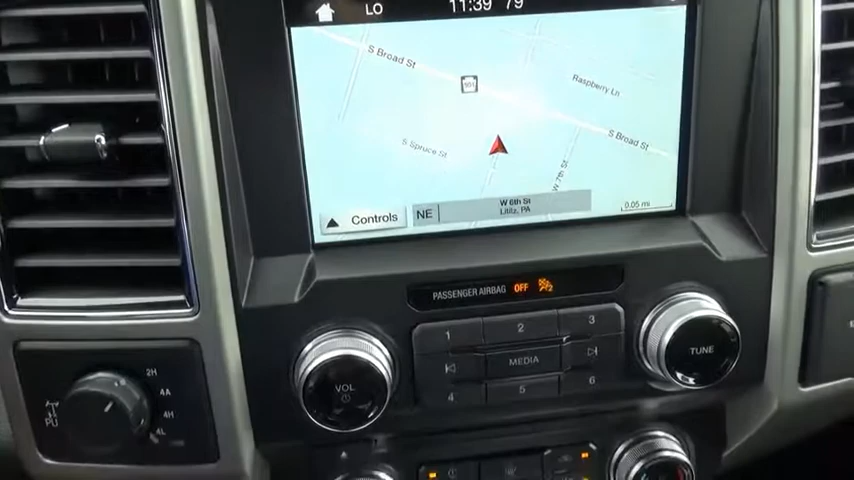 LO 11:39 79
S Broad St
501
Raspberry Ln
S Spruce St
S Broad St
W 7th St
Controls NE
W 6th St
Lititz, PA
0.05 mi
PASSENGER AIRBAG OFF
1 2 3
MEDIA
4 5 6
VOL
TUNE
2H
4A
4H
4L